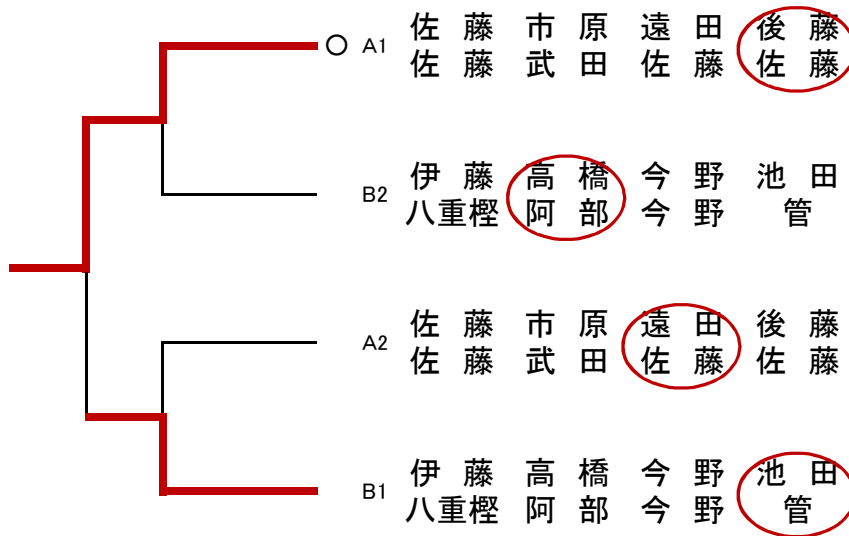 ○ A1 佐藤 市原 遠田 後藤
佐藤 武田 佐藤 佐藤
B2 伊藤 高橋 今野 池田
八重樫 阿部 今野 管
A2 佐藤 市原 遠田 後藤
佐藤 武田 佐藤 佐藤
B1 伊藤 高橋 今野 池田
八重樫 阿部 今野 管